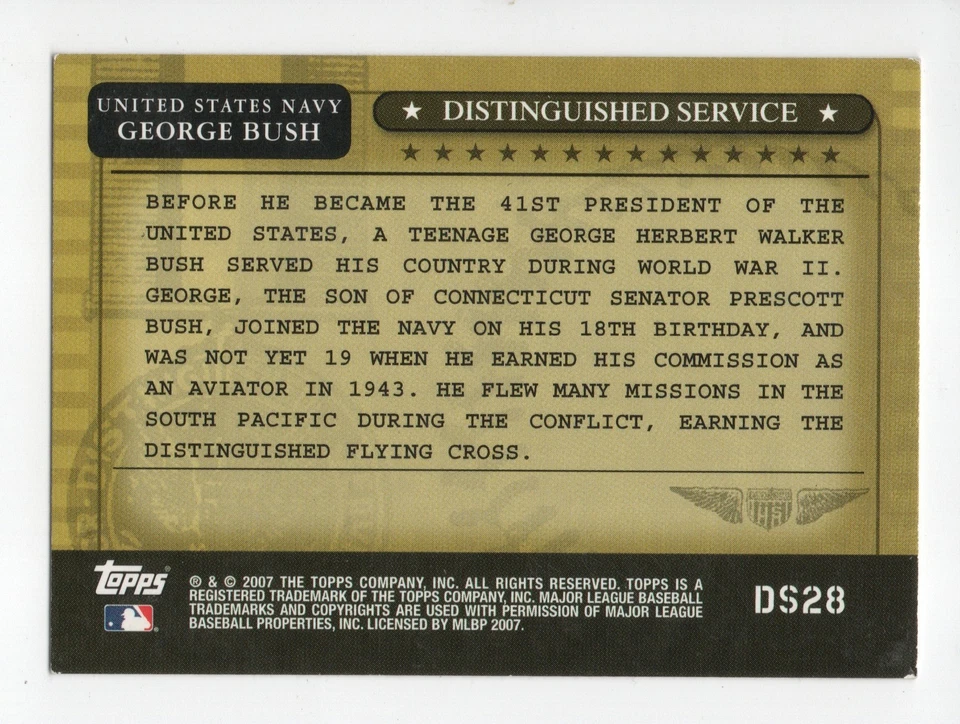 UNITED STATES NAVY
GEORGE BUSH
★ DISTINGUISHED SERVICE ★
BEFORE HE BECAME THE 41ST PRESIDENT OF THE
UNITED STATES, A TEENAGE GEORGE HERBERT WALKER
BUSH SERVED HIS COUNTRY DURING WORLD WAR II.
GEORGE, THE SON OF CONNECTICUT SENATOR PRESCOTT
BUSH, JOINED THE NAVY ON HIS 18TH BIRTHDAY, AND
WAS NOT YET 19 WHEN HE EARNED HIS COMMISSION AS
AN AVIATOR IN 1943. HE FLEW MANY MISSIONS IN THE
SOUTH PACIFIC DURING THE CONFLICT, EARNING THE
DISTINGUISHED FLYING CROSS.
Topps
® & © 2007 THE TOPPS COMPANY, INC. ALL RIGHTS RESERVED. TOPPS IS A
REGISTERED TRADEMARK OF THE TOPPS COMPANY, INC. MAJOR LEAGUE BASEBALL
TRADEMARKS AND COPYRIGHTS ARE USED WITH PERMISSION OF MAJOR LEAGUE
BASEBALL PROPERTIES, INC. LICENSED BY MLBP 2007.
DS28